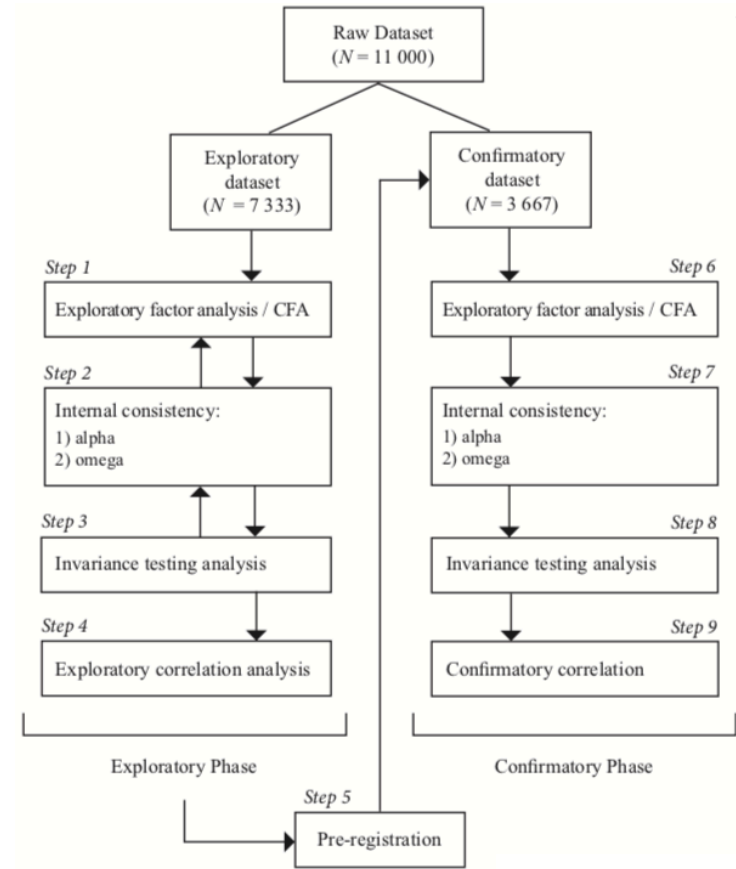 Raw Dataset
(N = 11 000)
Exploratory
dataset
(N = 7 333)
Confirmatory
dataset
(N = 3 667)
Step 1
Exploratory factor analysis / CFA
Step 2
Internal consistency:
1) alpha
2) omega
Step 3
Invariance testing analysis
Step 4
Exploratory correlation analysis
Exploratory Phase
Step 5
Pre-registration
Step 6
Exploratory factor analysis / CFA
Step 7
Internal consistency:
1) alpha
2) omega
Step 8
Invariance testing analysis
Step 9
Confirmatory correlation
Confirmatory Phase